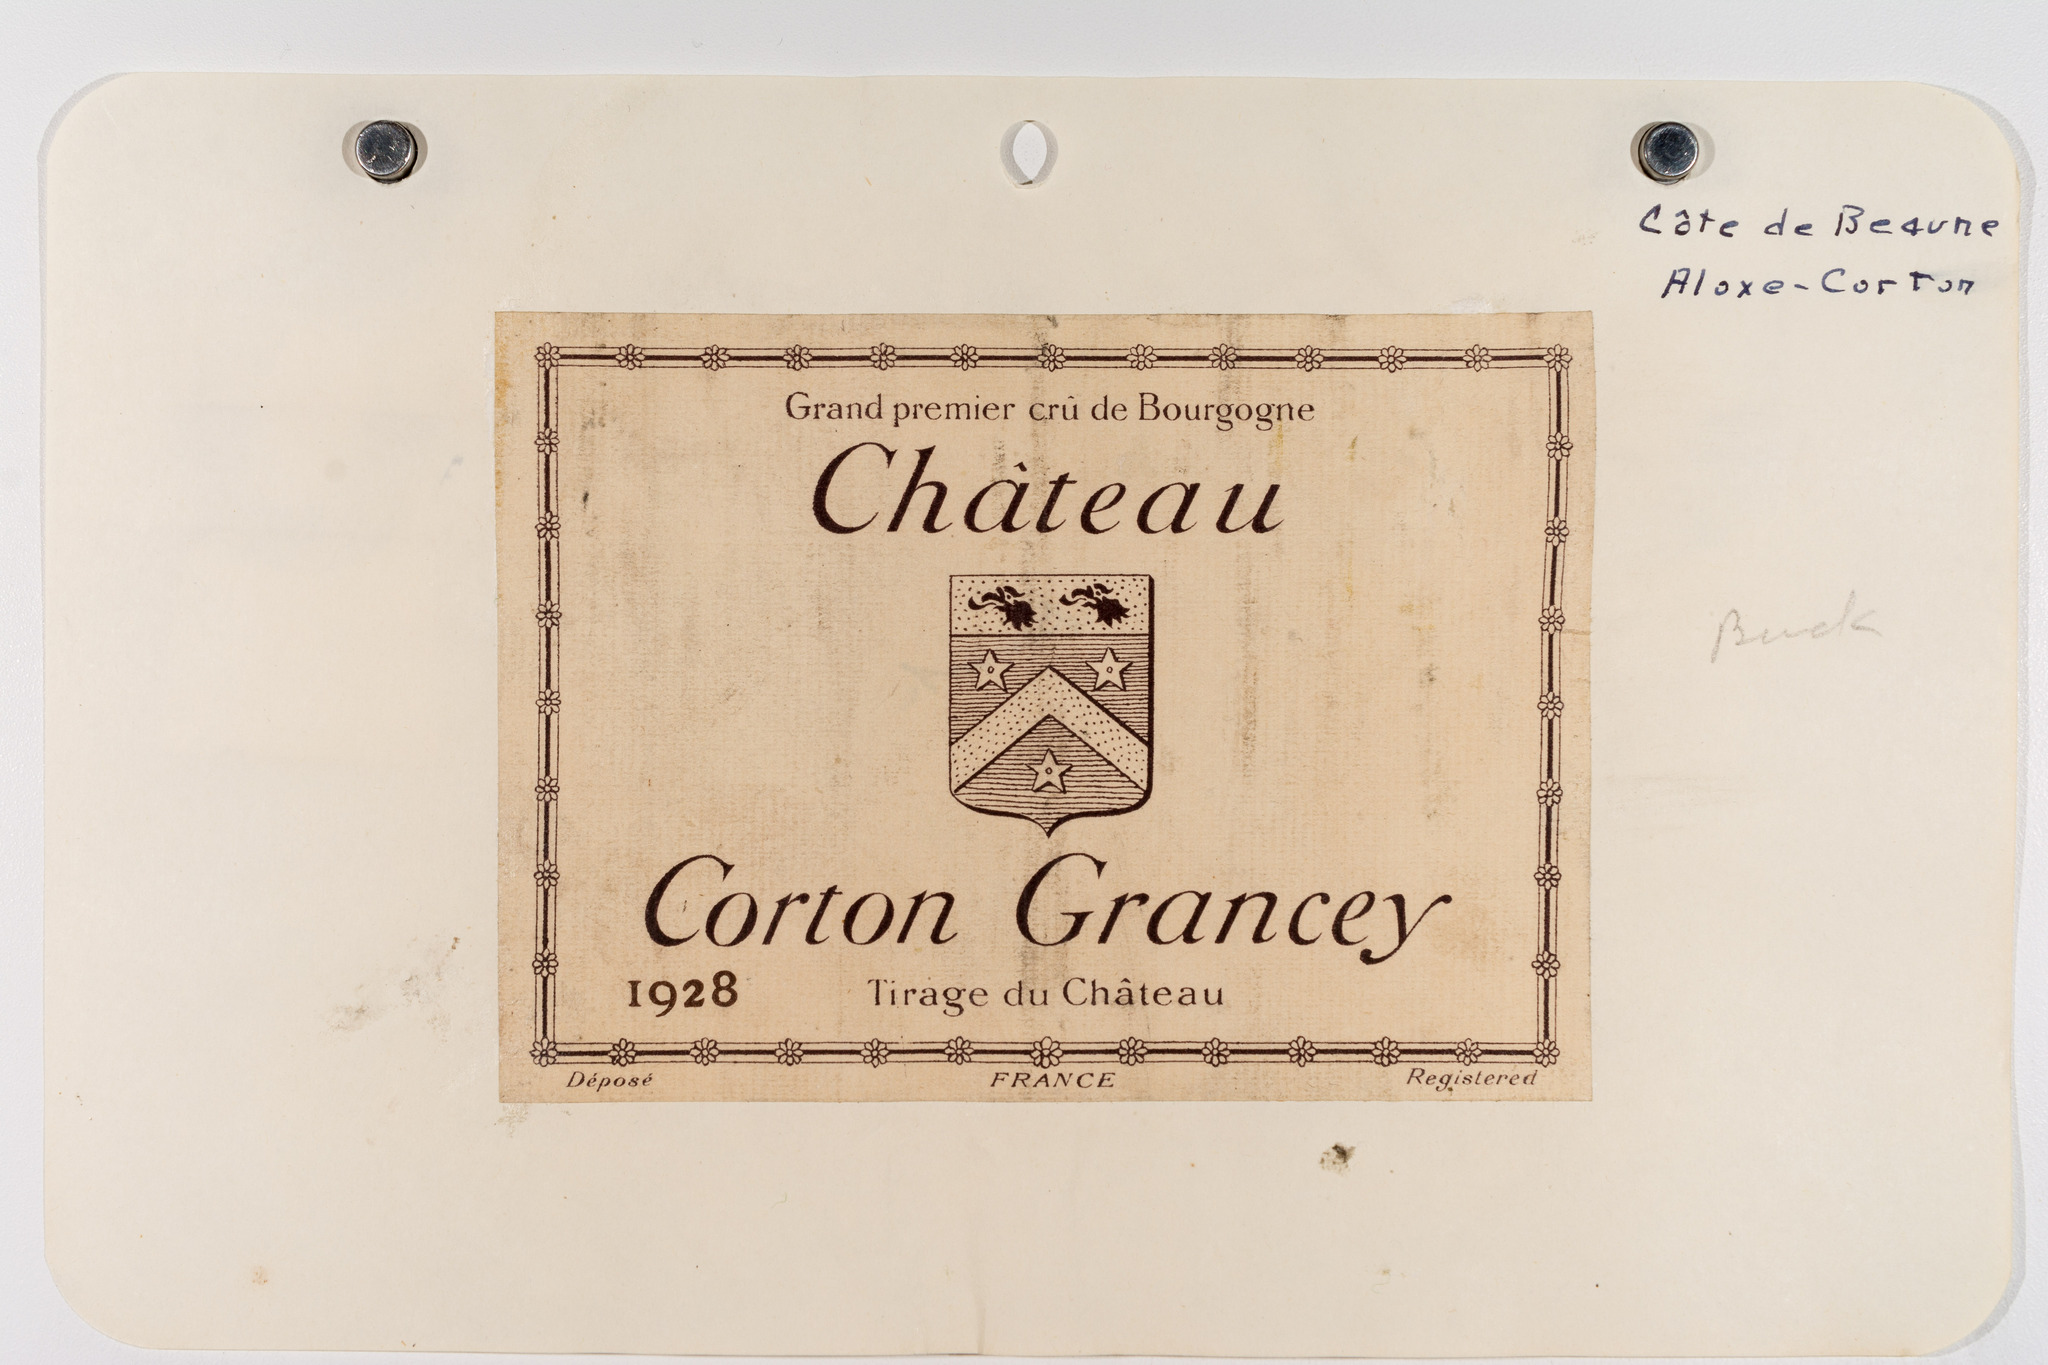 Côte de Beaune
Aloxe-Corton
Grand premier crû de Bourgogne
Château
Corton Grancey
1928 Tirage du Château
Déposé FRANCE Registered
Buck